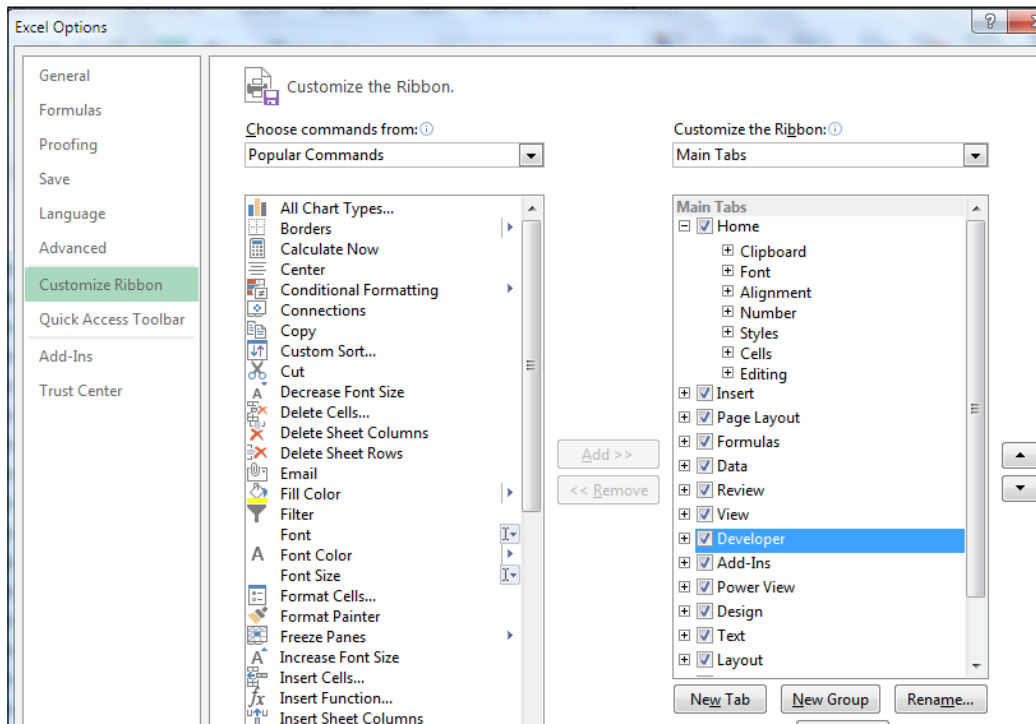 Excel Options
?
General
Formulas
Proofing
Save
Language
Advanced
Customize Ribbon
Quick Access Toolbar
Add-Ins
Trust Center
Customize the Ribbon.
Choose commands from:
Popular Commands
All Chart Types...
Borders
Calculate Now
Center
Conditional Formatting
Connections
Copy
Custom Sort...
Cut
Decrease Font Size
Delete Cells...
Delete Sheet Columns
Delete Sheet Rows
Email
Fill Color
Filter
Font
Font Color
Font Size
Format Cells...
Format Painter
Freeze Panes
Increase Font Size
Insert Cells...
Insert Function...
Insert Sheet Columns
Add >>
<< Remove
Customize the Ribbon:
Main Tabs
Main Tabs
Home
Clipboard
Font
Alignment
Number
Styles
Cells
Editing
Insert
Page Layout
Formulas
Data
Review
View
Developer
Add-Ins
Power View
Design
Text
Layout
New Tab
New Group
Rename...